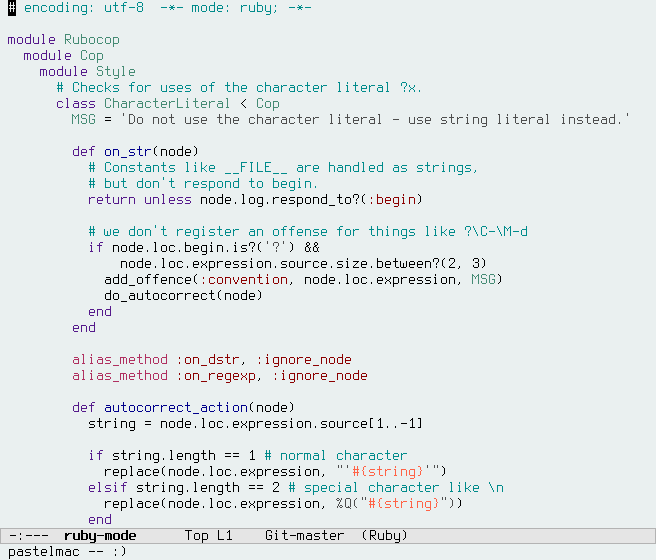 # encoding: utf-8  -*- mode: ruby; -*-

module Rubocop
  module Cop
    module Style
      # Checks for uses of the character literal ?x.
      class CharacterLiteral < Cop
        MSG = 'Do not use the character literal - use string literal instead.'

        def on_str(node)
          # Constants like __FILE__ are handled as strings,
          # but don't respond to begin.
          return unless node.log.respond_to?(:begin)

          # we don't register an offense for things like ?\C-\M-d
          if node.loc.begin.is?('?') &&
              node.loc.expression.source.size.between?(2, 3)
            add_offence(:convention, node.loc.expression, MSG)
            do_autocorrect(node)
          end
        end

        alias_method :on_dstr, :ignore_node
        alias_method :on_regexp, :ignore_node

        def autocorrect_action(node)
          string = node.loc.expression.source[1..-1]

          if string.length == 1 # normal character
            replace(node.loc.expression, "'#{string}'")
          elsif string.length == 2 # special character like \n
            replace(node.loc.expression, %Q("#{string}"))
          end
-:---  ruby-mode      Top L1    Git-master  (Ruby)
pastelmac -- :)